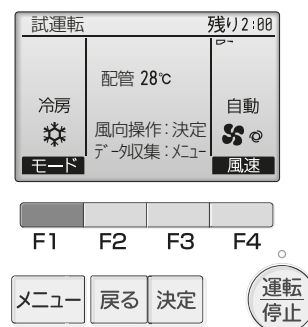 試運転 残り2:00
配管 28℃
冷房 自動
風向操作:決定
データ収集:メニュー
モード 風速
F1 F2 F3 F4
メニュー 戻る 決定 運転
停止